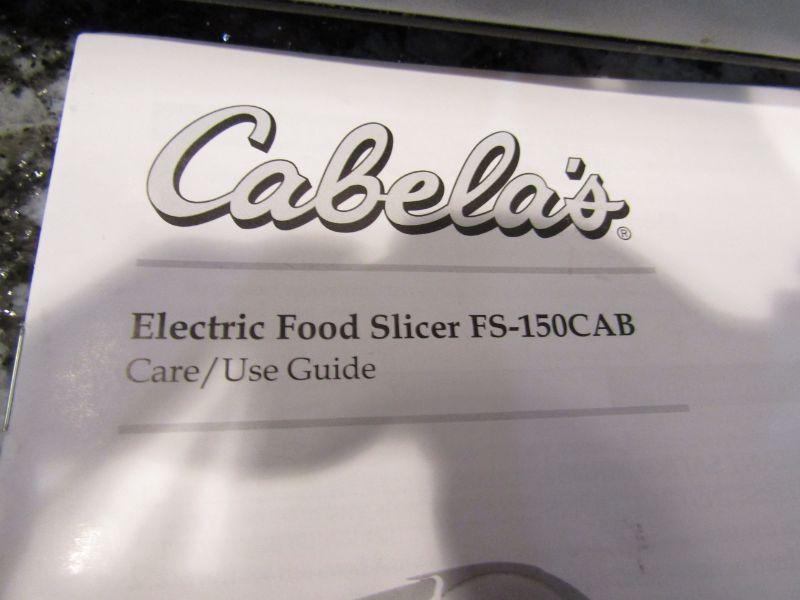 Cabela's®
Electric Food Slicer FS-150CAB
Care/Use Guide